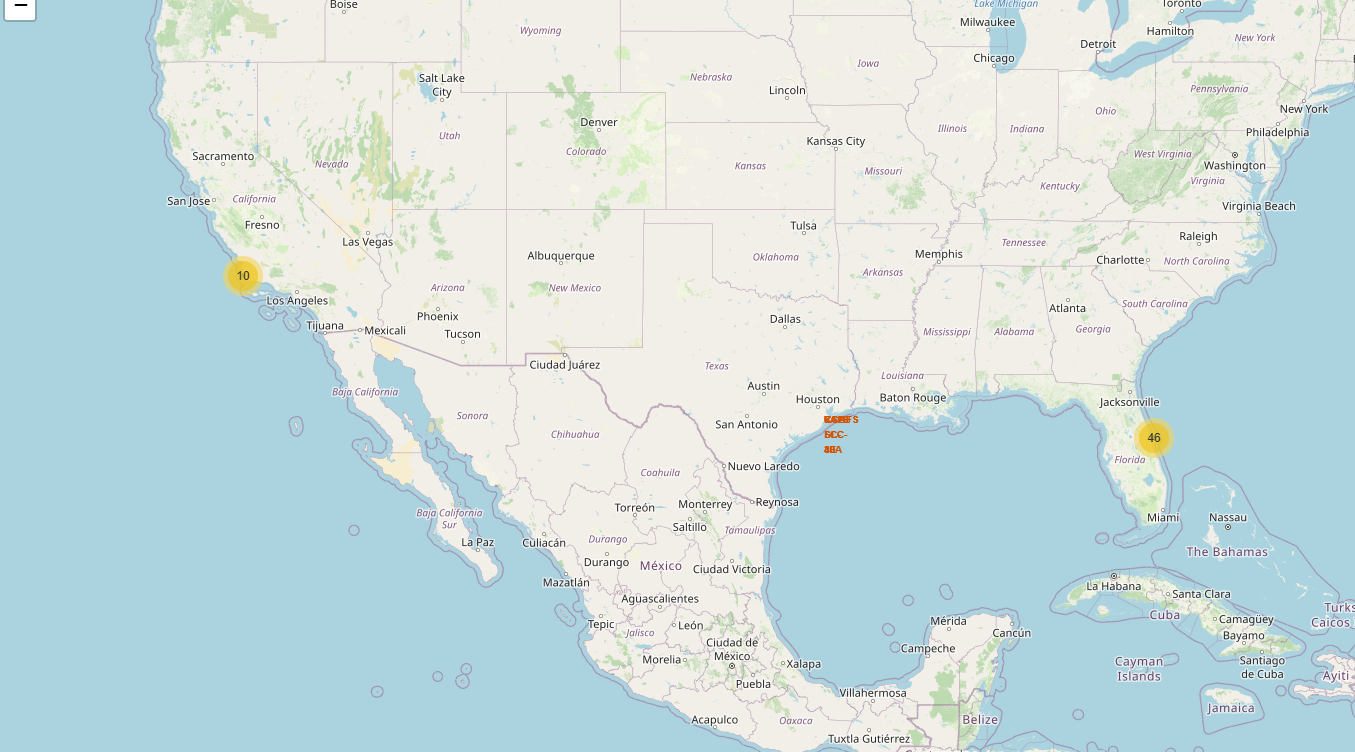 −
Boise
Wyoming
Lake Michigan
Milwaukee
Toronto
Hamilton
New York
Detroit
Chicago
Iowa
Nebraska
Salt Lake
City
Lincoln
Pennsylvania
Ohio
New York
Denver
Utah
Colorado
Kansas City
Illinois
Indiana
Philadelphia
Sacramento
Nevada
Kansas
Missouri
West Virginia
Washington
Virginia
Kentucky
San Jose
California
Fresno
Virginia Beach
Las Vegas
Tulsa
Raleigh
Tennessee
Albuquerque
Oklahoma
Memphis
Charlotte
North Carolina
10
Arizona
New Mexico
Arkansas
Los Angeles
Phoenix
South Carolina
Atlanta
Tijuana
Mexicali
Tucson
Dallas
Mississippi
Alabama
Georgia
Ciudad Juárez
Texas
Louisiana
Baja California
Austin
Houston
Baton Rouge
Jacksonville
Sonora
San Antonio
Chihuahua
46
Florida
Coahuila
Nuevo Laredo
Torreón
Monterrey
Reynosa
Baja California
Sur
Saltillo
Tamaulipas
Miami
Nassau
La Paz
Culiacán
Durango
The Bahamas
Durango
México
Ciudad Victoria
Mazatlán
La Habana
Santa Clara
Aguascalientes
Cuba
Turks
Caicos
Camagüey
Tepic
León
Jalisco
Mérida
Cancún
Bayamo
Ciudad de
México
Campeche
Morelia
Xalapa
Cayman
Islands
Santiago
de Cuba
Ayiti
Puebla
Villahermosa
Jamaica
Acapulco
Oaxaca
Belize
Tuxtla Gutiérrez